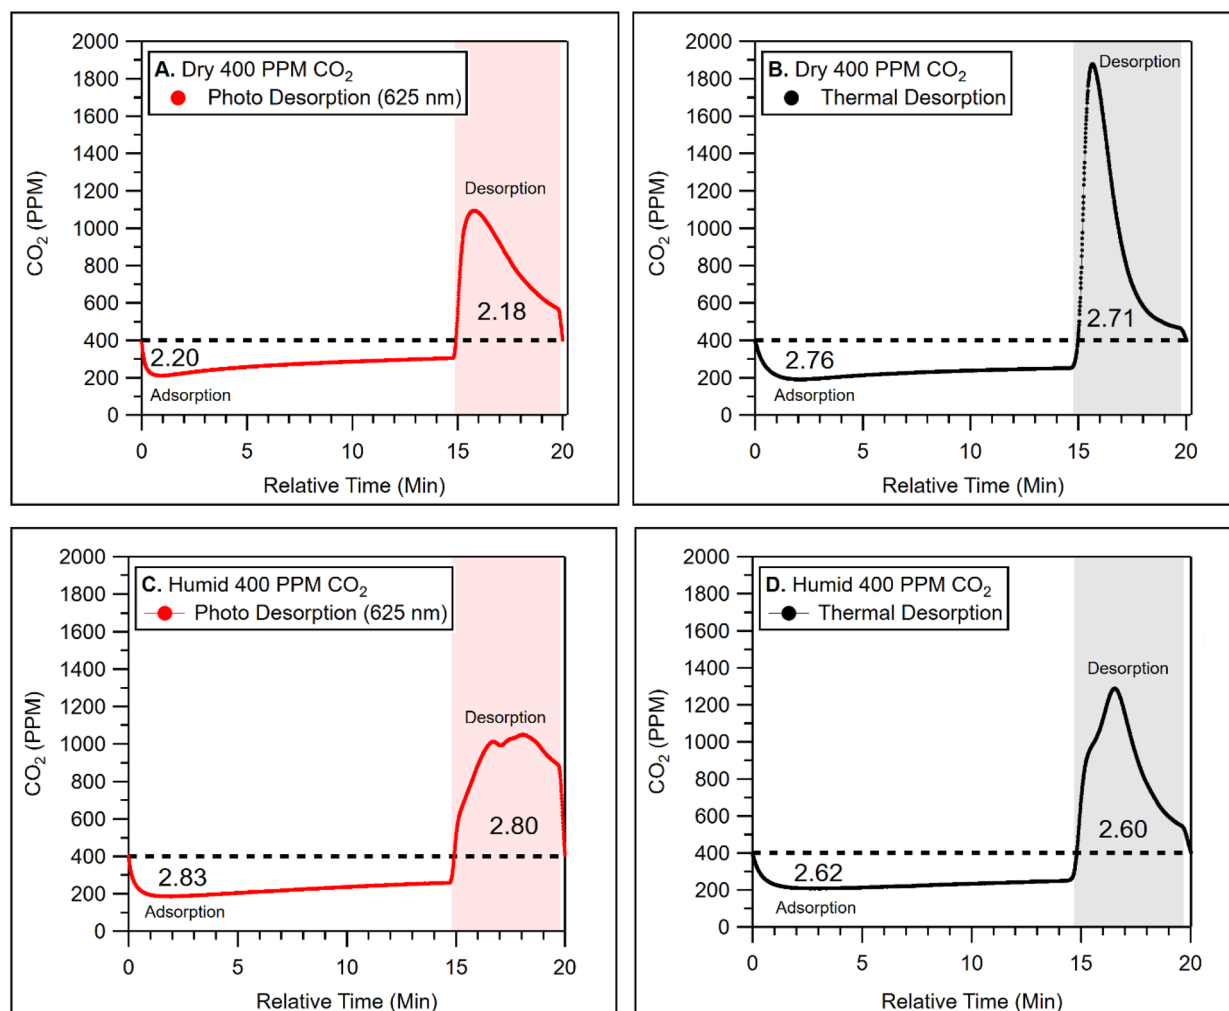 A. Dry 400 PPM CO₂
Photo Desorption (625 nm)
Desorption
2.18
2.20
Adsorption
CO₂ (PPM)
2000
1800
1600
1400
1200
1000
800
600
400
200
0
0 5 10 15 20
Relative Time (Min)
B. Dry 400 PPM CO₂
Thermal Desorption
Desorption
2.71
2.76
Adsorption
CO₂ (PPM)
2000
1800
1600
1400
1200
1000
800
600
400
200
0
0 5 10 15 20
Relative Time (Min)
C. Humid 400 PPM CO₂
Photo Desorption (625 nm)
Desorption
2.80
2.83
Adsorption
CO₂ (PPM)
2000
1800
1600
1400
1200
1000
800
600
400
200
0
0 5 10 15 20
Relative Time (Min)
D. Humid 400 PPM CO₂
Thermal Desorption
Desorption
2.60
2.62
Adsorption
CO₂ (PPM)
2000
1800
1600
1400
1200
1000
800
600
400
200
0
0 5 10 15 20
Relative Time (Min)